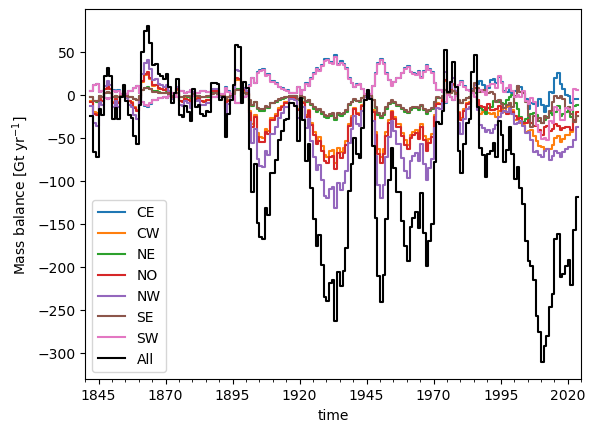 Mass balance [Gt yr⁻¹]
50
0
−50
−100
−150
−200
−250
−300
CE
CW
NE
NO
NW
SE
SW
All
1845 1870 1895 1920 1945 1970 1995 2020
time